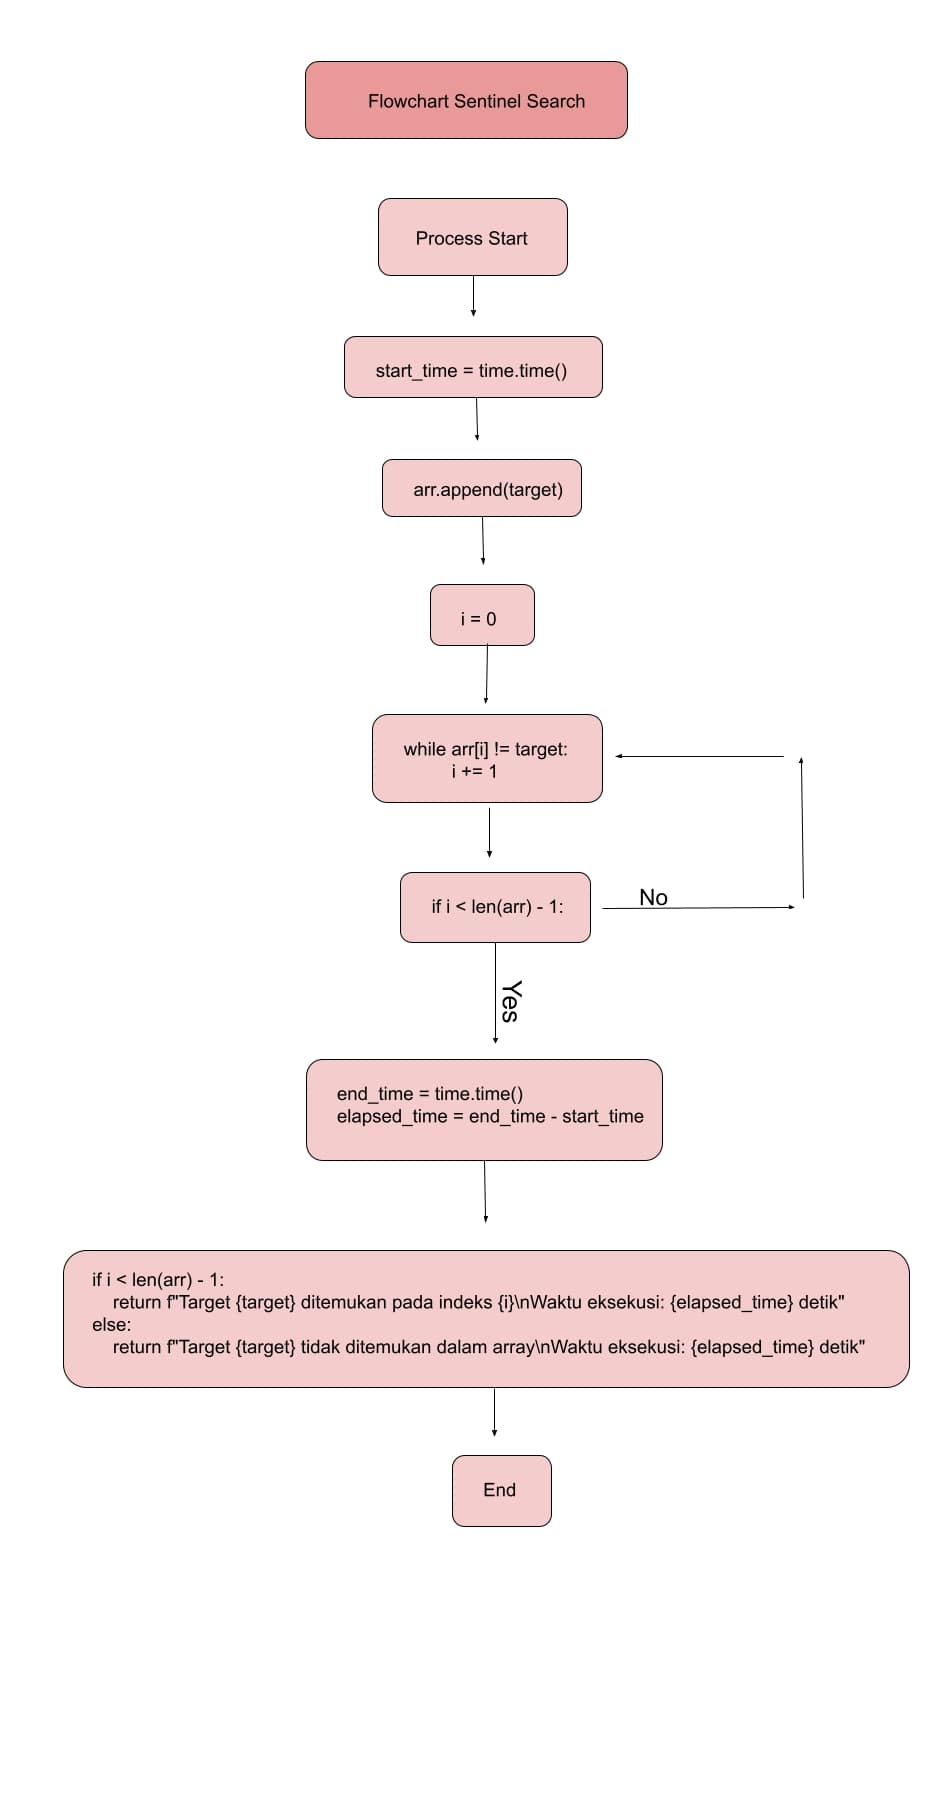 Flowchart Sentinel Search
Process Start
start_time = time.time()
arr.append(target)
i = 0
while arr[i] != target:
i += 1
if i < len(arr) - 1:
No
Yes
end_time = time.time()
elapsed_time = end_time - start_time
if i < len(arr) - 1:
return f"Target {target} ditemukan pada indeks {i}\nWaktu eksekusi: {elapsed_time} detik"
else:
return f"Target {target} tidak ditemukan dalam array\nWaktu eksekusi: {elapsed_time} detik"
End